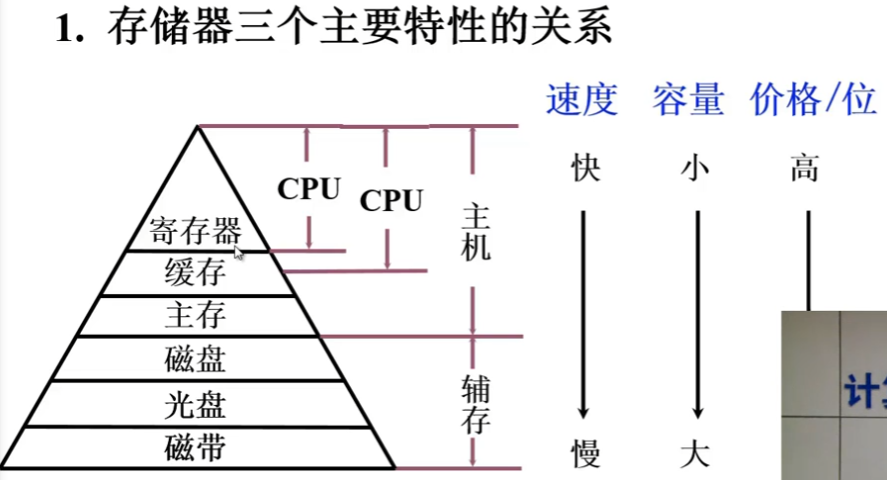 1. 存储器三个主要特性的关系
速度 容量 价格/位
快 小 高
CPU
CPU
主机
寄存器
缓存
主存
磁盘
光盘
磁带
辅存
慢 大